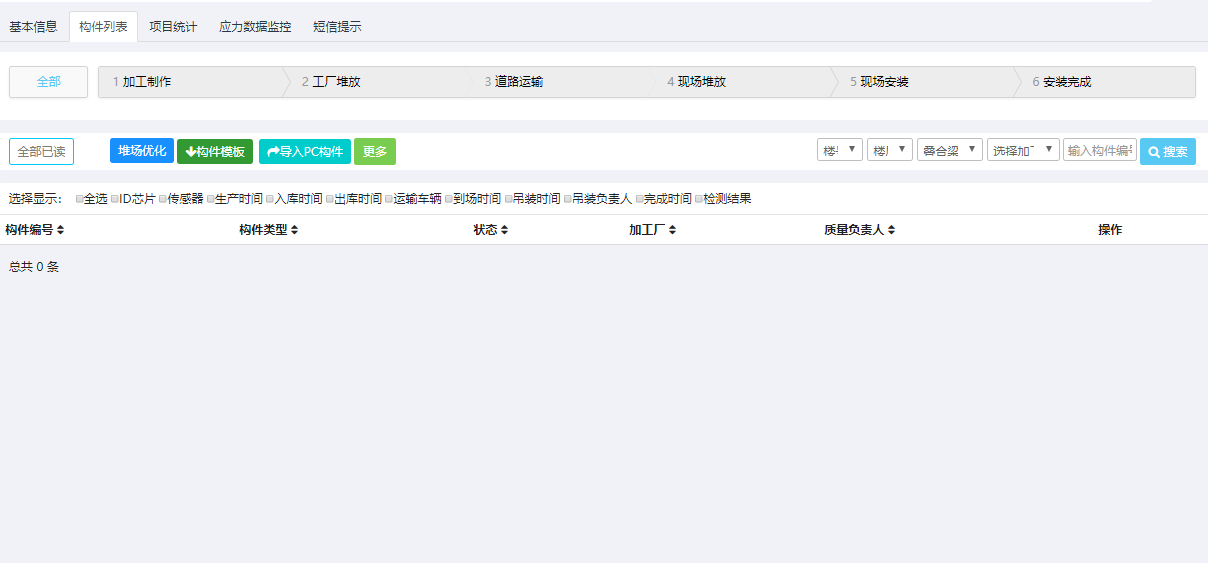 基本信息 构件列表 项目统计 应力数据监控 短信提示
全部 1 加工制作 2 工厂堆放 3 道路运输 4 现场堆放 5 现场安装 6 安装完成
全部已读 堆场优化 构件模板 导入PC构件 更多 叠合梁 选择加 输入构件编号 搜索
选择显示: 全选 ID芯片 传感器 生产时间 入库时间 出库时间 运输车辆 到场时间 吊装时间 吊装负责人 完成时间 检测结果
构件编号 构件类型 状态 加工厂 质量负责人 操作
总共 0 条